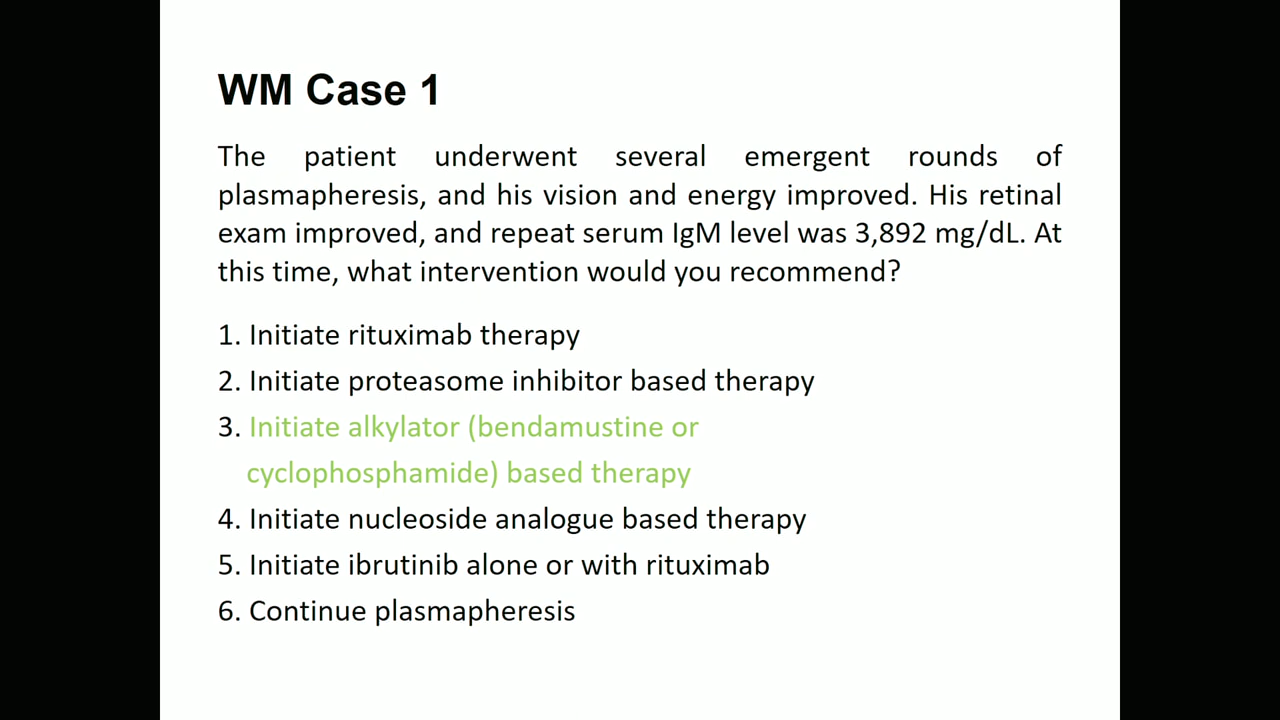 WM Case 1
The patient underwent several emergent rounds of
plasmapheresis, and his vision and energy improved. His retinal
exam improved, and repeat serum IgM level was 3,892 mg/dL. At
this time, what intervention would you recommend?
1. Initiate rituximab therapy
2. Initiate proteasome inhibitor based therapy
3. Initiate alkylator (bendamustine or
cyclophosphamide) based therapy
4. Initiate nucleoside analogue based therapy
5. Initiate ibrutinib alone or with rituximab
6. Continue plasmapheresis